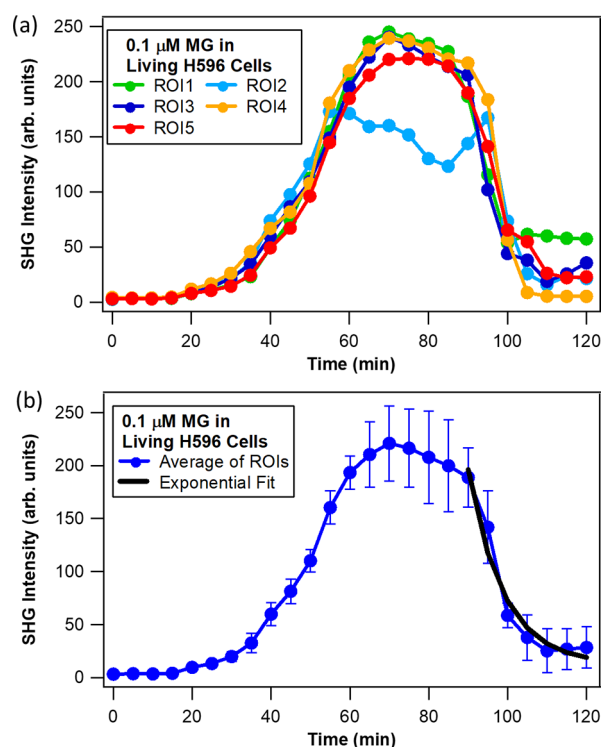 (a)
0.1 μM MG in
Living H596 Cells
ROI1 ROI2
ROI3 ROI4
ROI5
SHG Intensity (arb. units)
250
200
150
100
50
0
0 20 40 60 80 100 120
Time (min)
(b)
0.1 μM MG in
Living H596 Cells
Average of ROIs
Exponential Fit
SHG Intensity (arb. units)
250
200
150
100
50
0
0 20 40 60 80 100 120
Time (min)